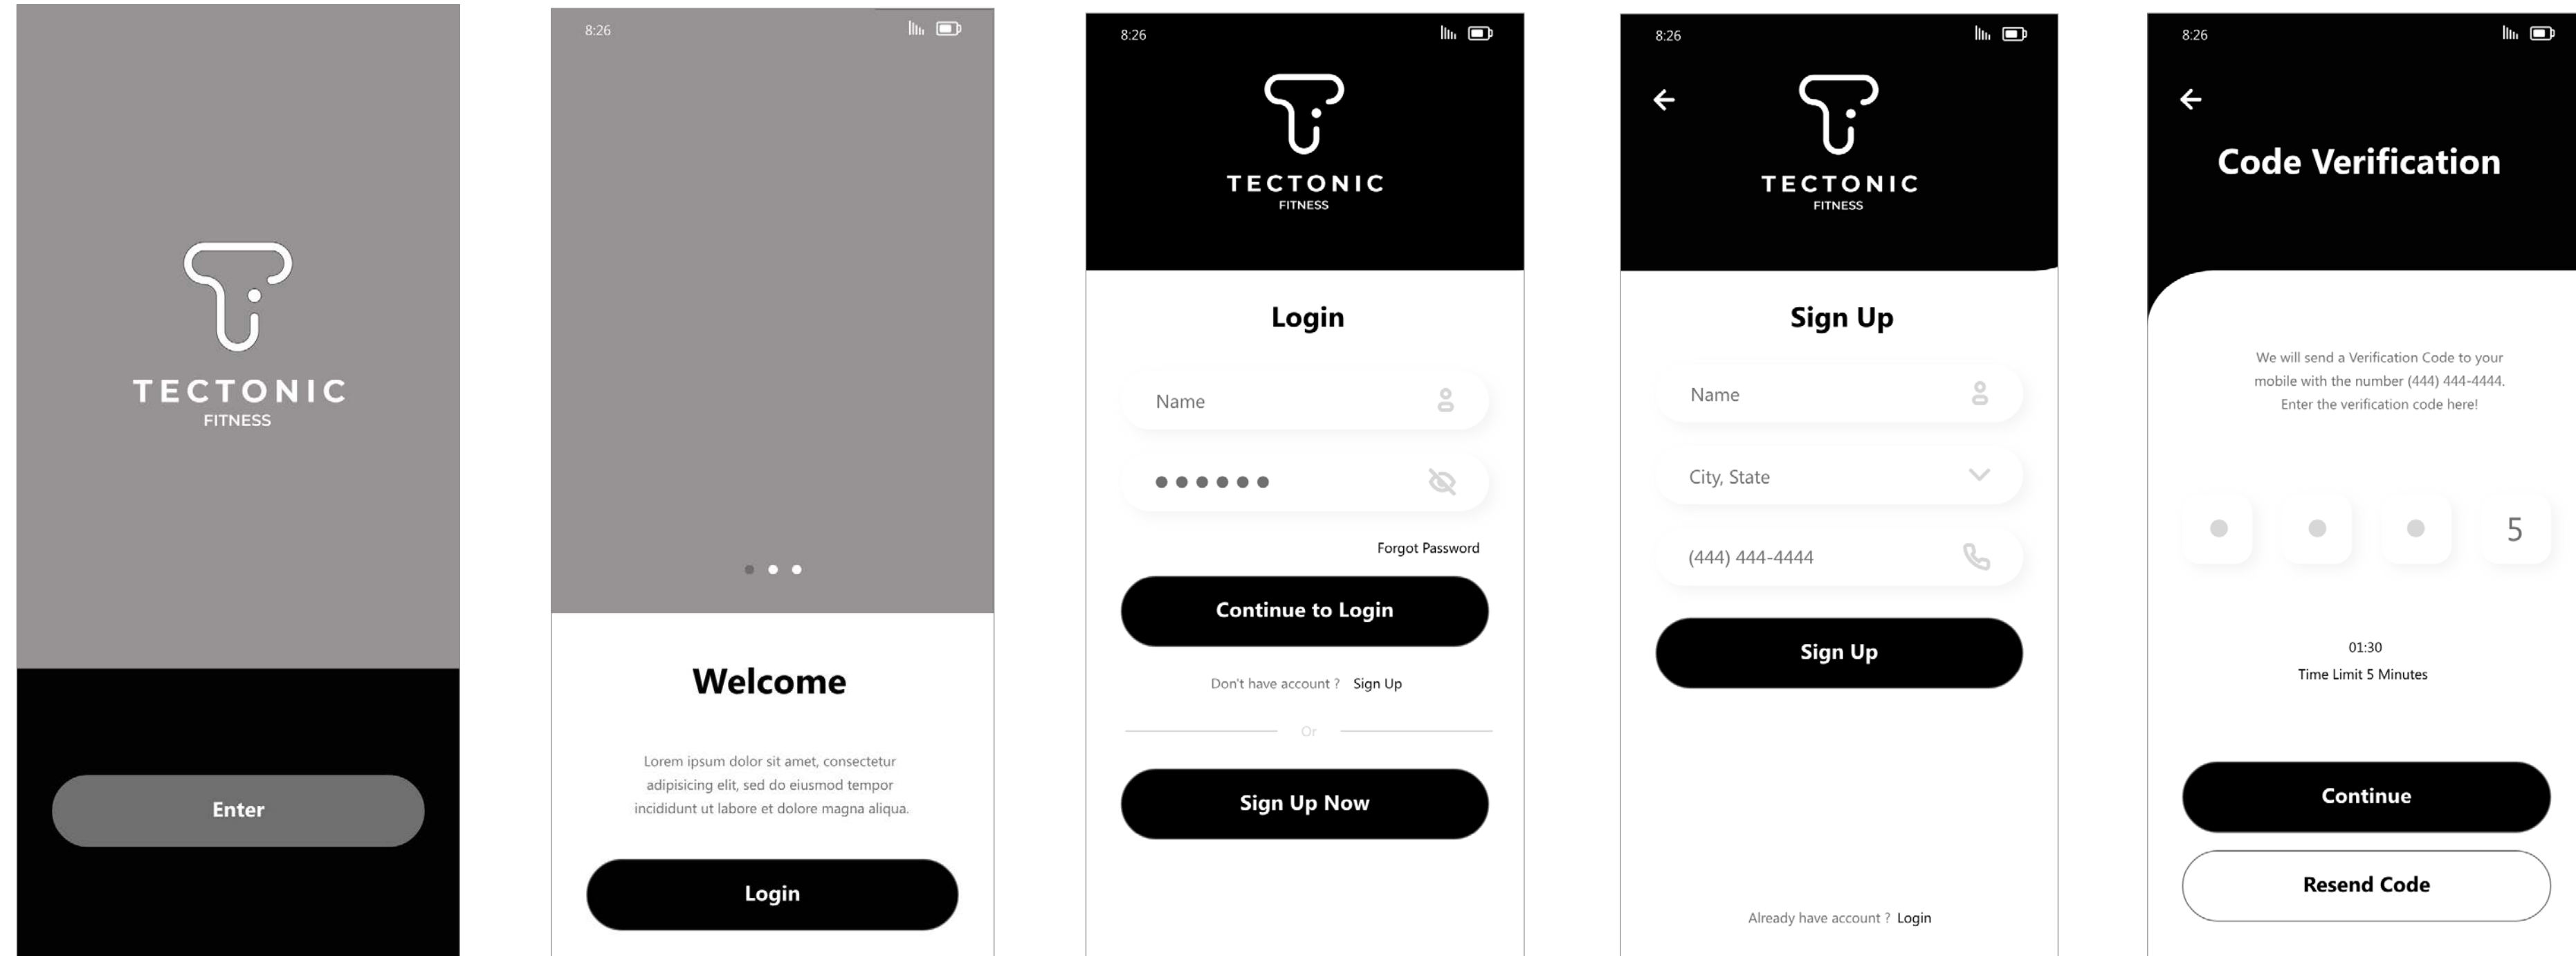 TECTONIC
FITNESS
Enter
8:26
Welcome
Lorem ipsum dolor sit amet, consectetur
adipisicing elit, sed do eiusmod tempor
incididunt ut labore et dolore magna aliqua.
Login
8:26
TECTONIC
FITNESS
Login
Name
Forgot Password
Continue to Login
Don't have account ? Sign Up
Or
Sign Up Now
8:26
TECTONIC
FITNESS
Sign Up
Name
City, State
(444) 444-4444
Sign Up
Already have account ? Login
8:26
Code Verification
We will send a Verification Code to your
mobile with the number (444) 444-4444.
Enter the verification code here!
5
01:30
Time Limit 5 Minutes
Continue
Resend Code